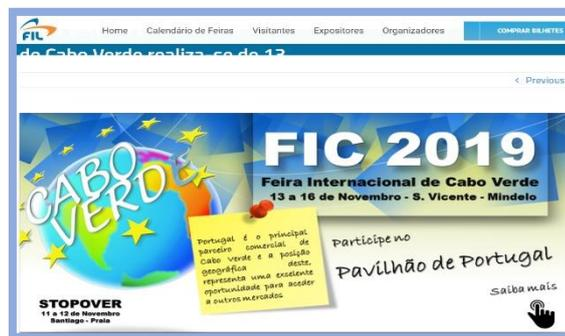 FIL
Home Calendário de Feiras Visitantes Expositores Organizadores COMPRAR BILHETES
de Cabo Verde realiza-se de 13
< Previous
CABO
VERDE
FIC 2019
Feira Internacional de Cabo Verde
13 a 16 de Novembro - S. Vicente - Mindelo
Portugal é o principal
parceiro comercial de
Cabo Verde e a posição
geográfica deste,
representa uma excelente
oportunidade para aceder
a outros mercados
Participe no
Pavilhão de Portugal
Saiba mais
STOPOVER
11 a 12 de Novembro
Santiago - Praia